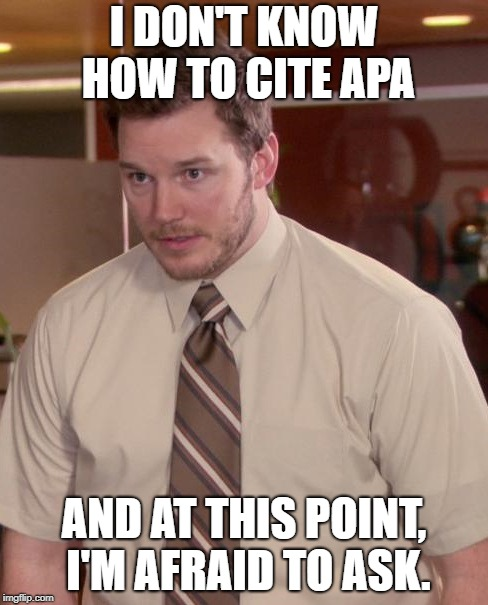 I DON'T KNOW
HOW TO CITE APA
AND AT THIS POINT,
I'M AFRAID TO ASK.
imgflip.com